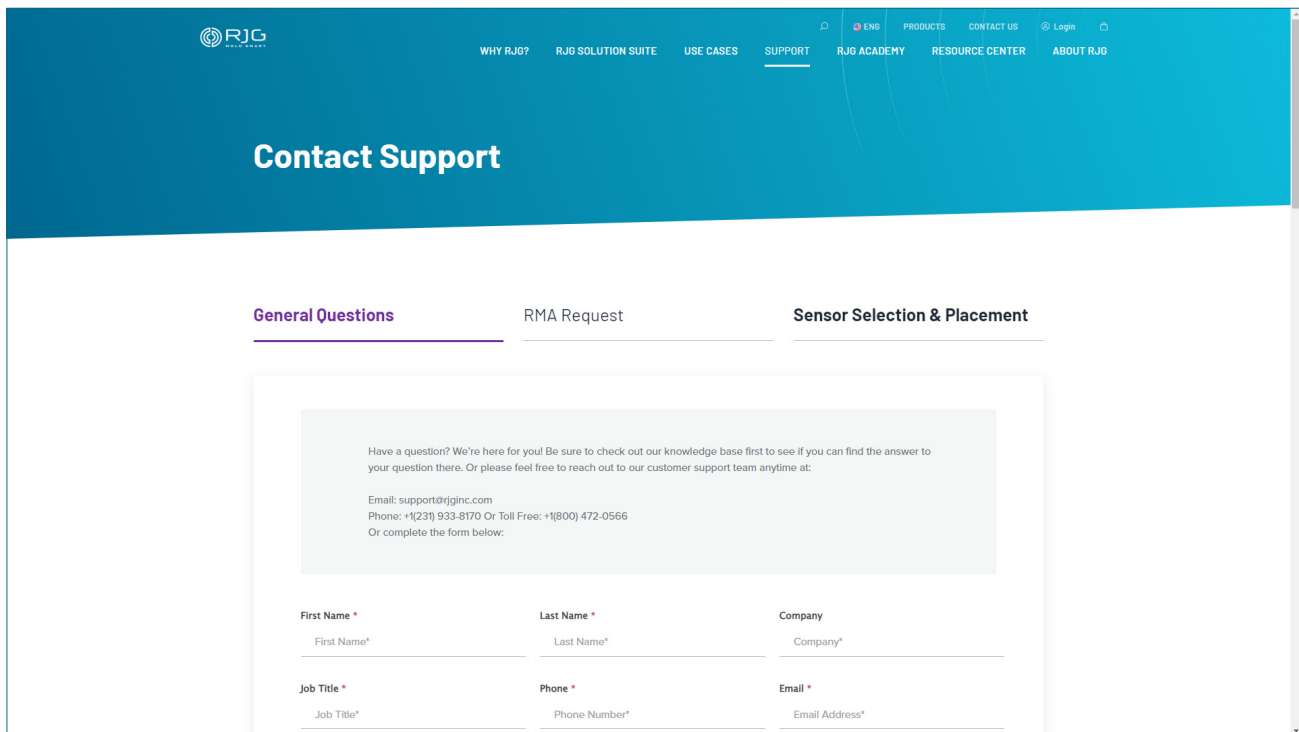 RJG
MOLD SMART
ENG
PRODUCTS
CONTACT US
Login
WHY RJG?
RJG SOLUTION SUITE
USE CASES
SUPPORT
RJG ACADEMY
RESOURCE CENTER
ABOUT RJG
Contact Support
General Questions
RMA Request
Sensor Selection & Placement
Have a question? We're here for you! Be sure to check out our knowledge base first to see if you can find the answer to
your question there. Or please feel free to reach out to our customer support team anytime at:
Email: support@rjginc.com
Phone: +1(231) 933-8170 Or Toll Free: +1(800) 472-0566
Or complete the form below:
First Name *
Last Name *
Company
First Name*
Last Name*
Company*
Job Title *
Phone *
Email *
Job Title*
Phone Number*
Email Address*